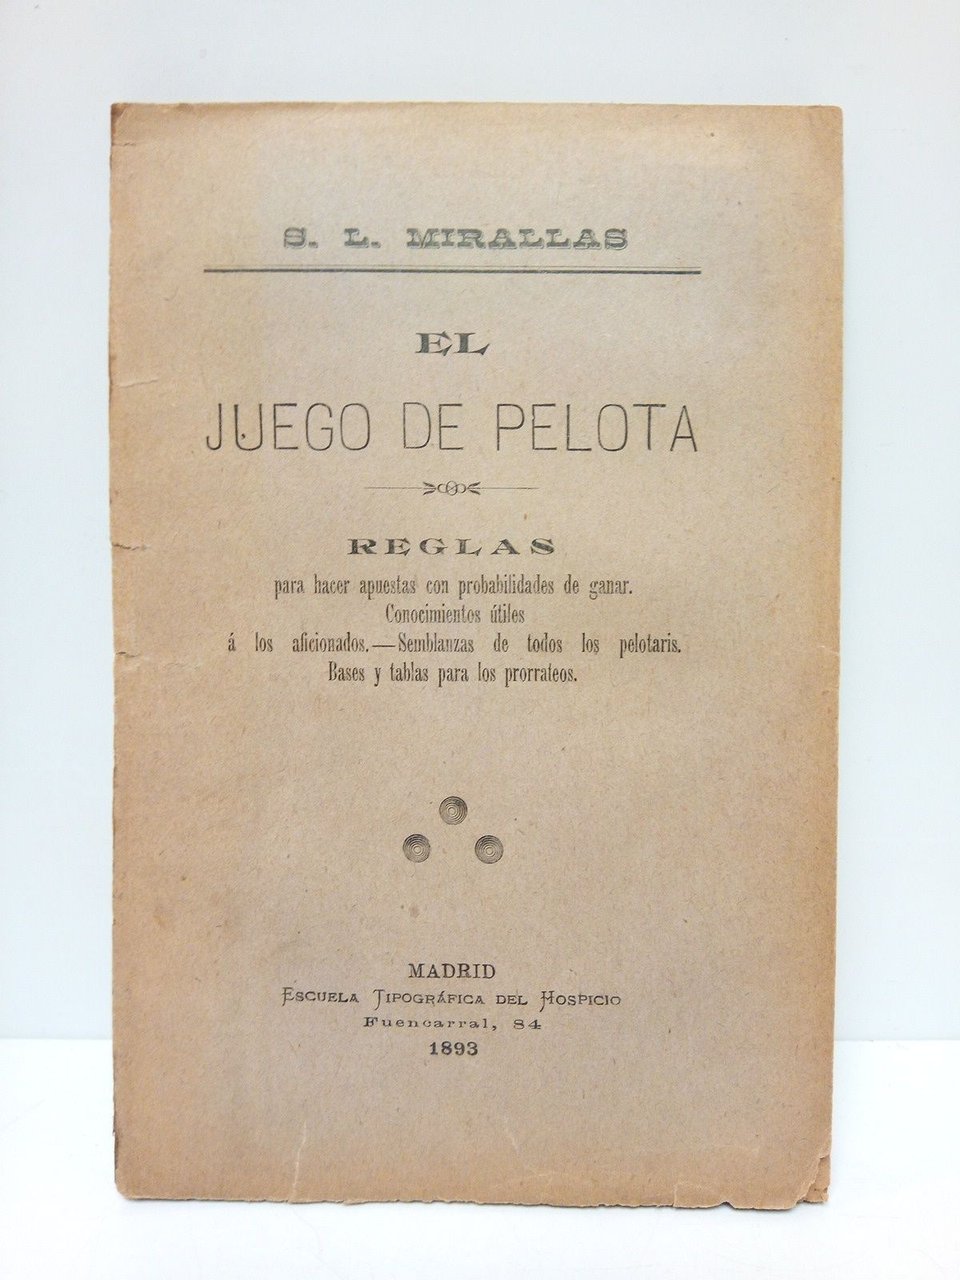 S. L. MIRALLAS
EL
JUEGO DE PELOTA
REGLAS
para hacer apuestas con probabilidades de ganar.
Conocimientos útiles
á los aficionados.—Semblanzas de todos los pelotaris.
Bases y tablas para los prorrateos.
MADRID
ESCUELA TIPOGRÁFICA DEL HOSPICIO
Fuencarral, 84
1893